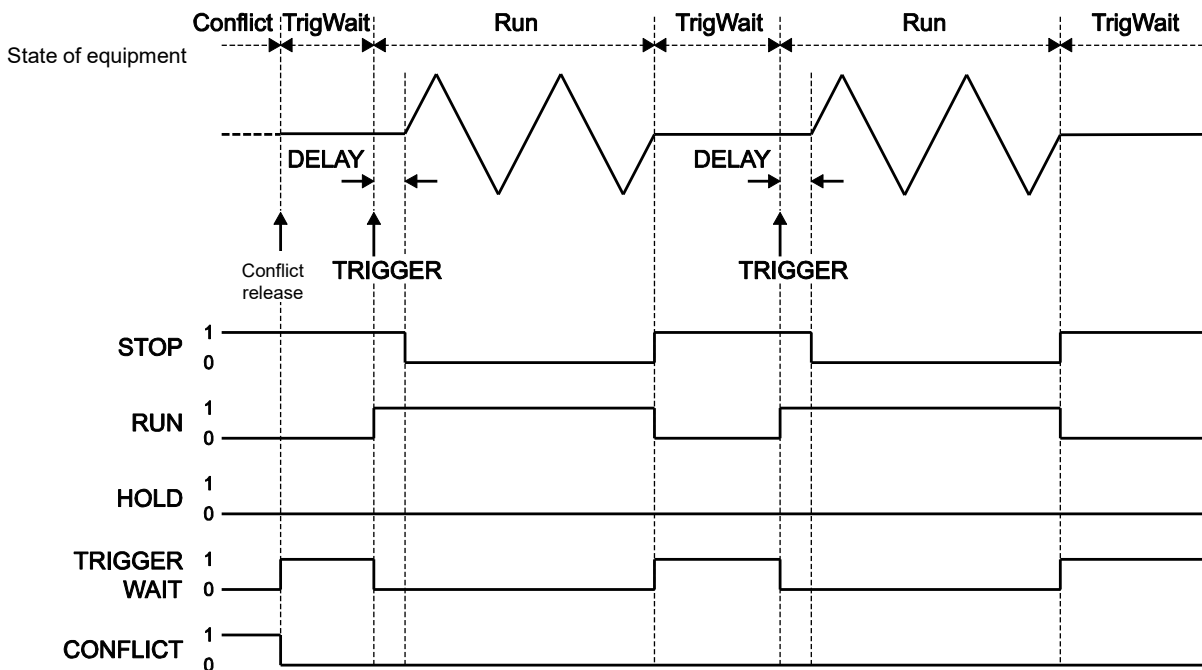 Conflict TrigWait Run TrigWait Run TrigWait
State of equipment
DELAY DELAY
Conflict
release
TRIGGER TRIGGER
STOP 1
0
RUN 1
0
HOLD 1
0
TRIGGER
WAIT 1
0
CONFLICT 1
0